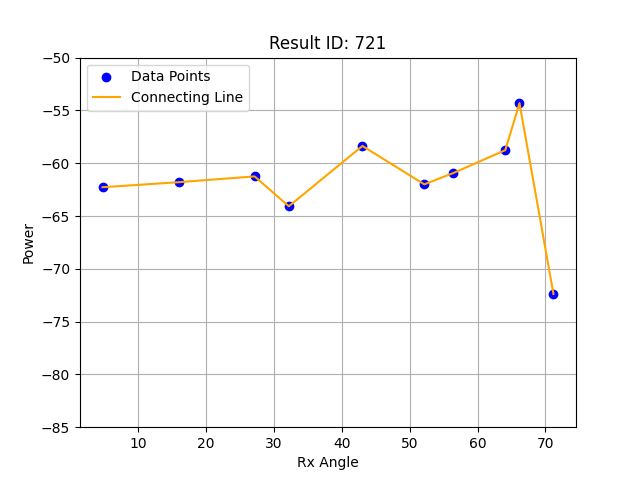 Result ID: 721
Data Points
Connecting Line
−50
−55
−60
−65
−70
−75
−80
−85
Power
10 20 30 40 50 60 70
Rx Angle